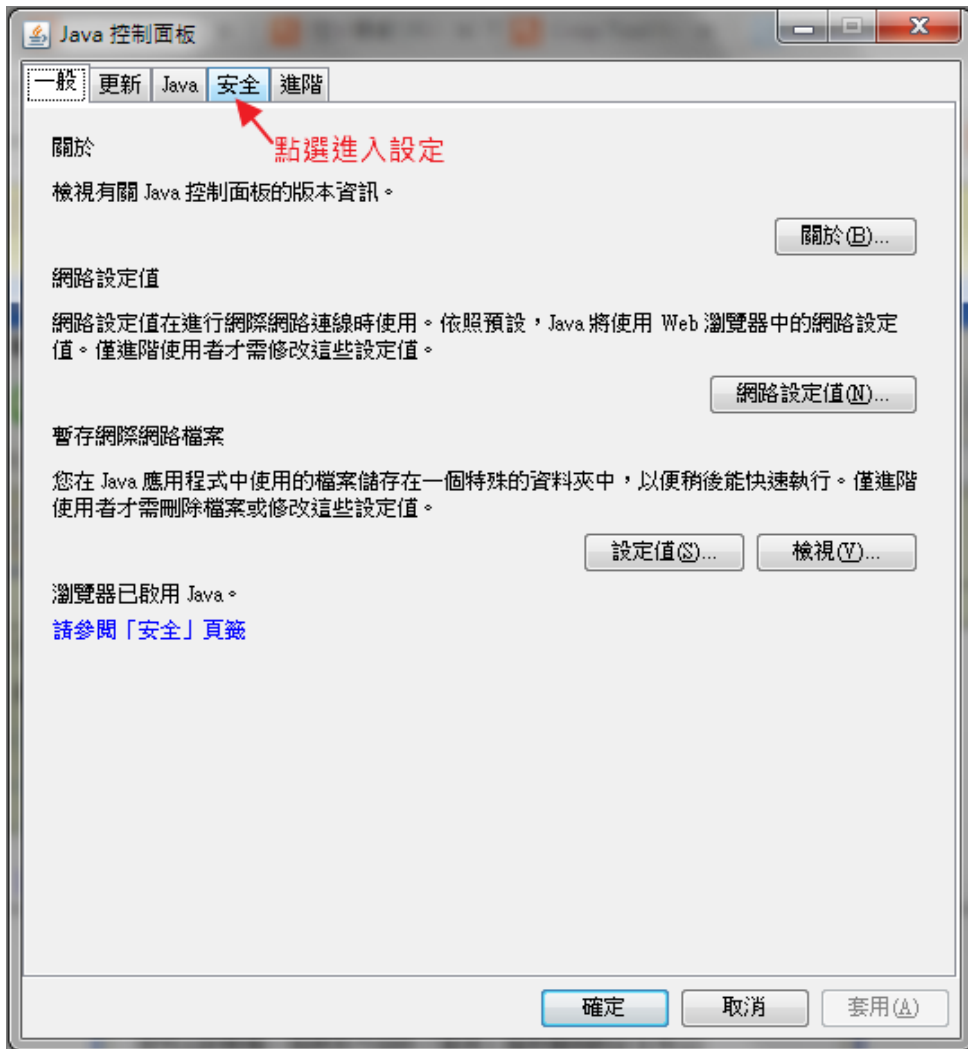 Java 控制面板
一般 更新 Java 安全 進階
點選進入設定
關於
檢視有關 Java 控制面板的版本資訊。
關於(B)...
網路設定值
網路設定值在進行網際網路連線時使用。依照預設，Java 將使用 Web 瀏覽器中的網路設定
值。僅進階使用者才需修改這些設定值。
網路設定值(N)...
暫存網際網路檔案
您在 Java 應用程式中使用的檔案儲存在一個特殊的資料夾中，以便稍後能快速執行。僅進階
使用者才需刪除檔案或修改這些設定值。
設定值(S)... 檢視(V)...
瀏覽器已啟用 Java。
請參閱「安全」頁籤
確定 取消 套用(A)